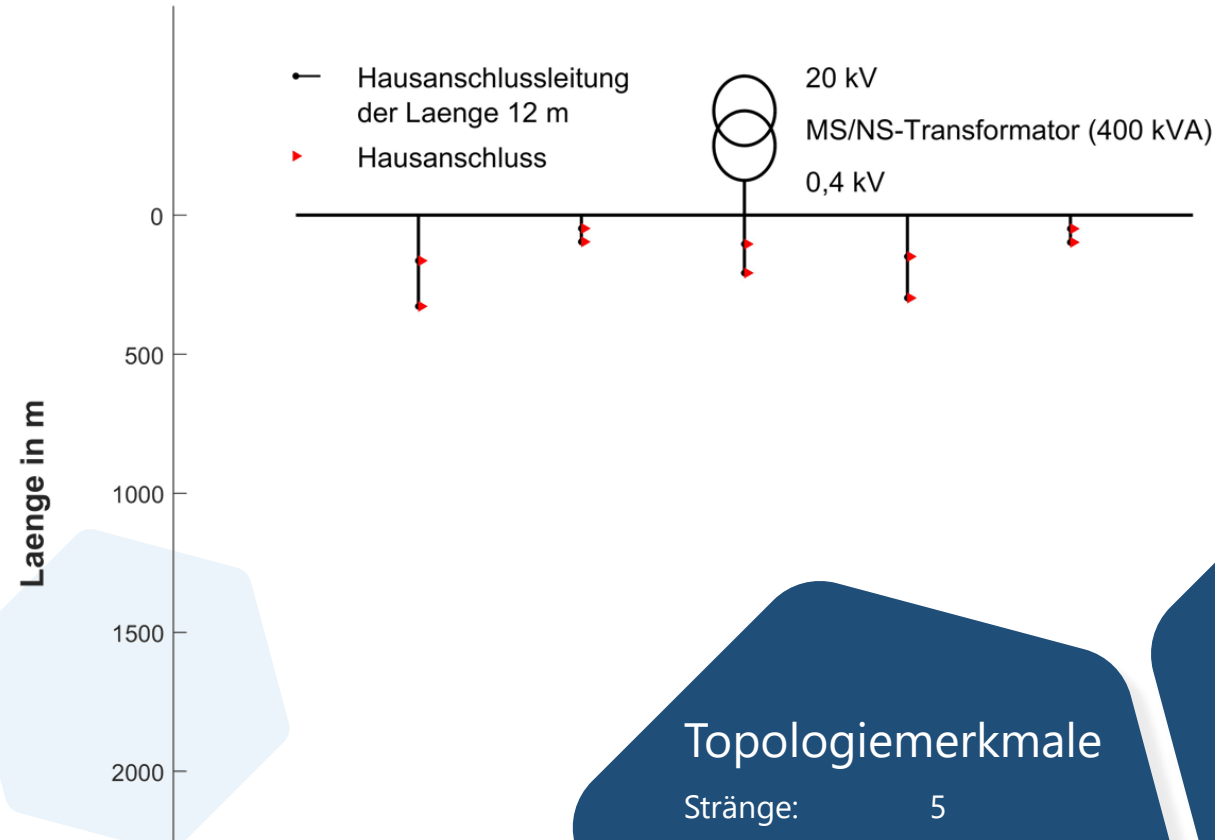 Hausanschlussleitung
der Laenge 12 m
Hausanschluss
20 kV
MS/NS-Transformator (400 kVA)
0,4 kV
0
500
1000
1500
2000
Laenge in m
Topologiemerkmale
Stränge: 5